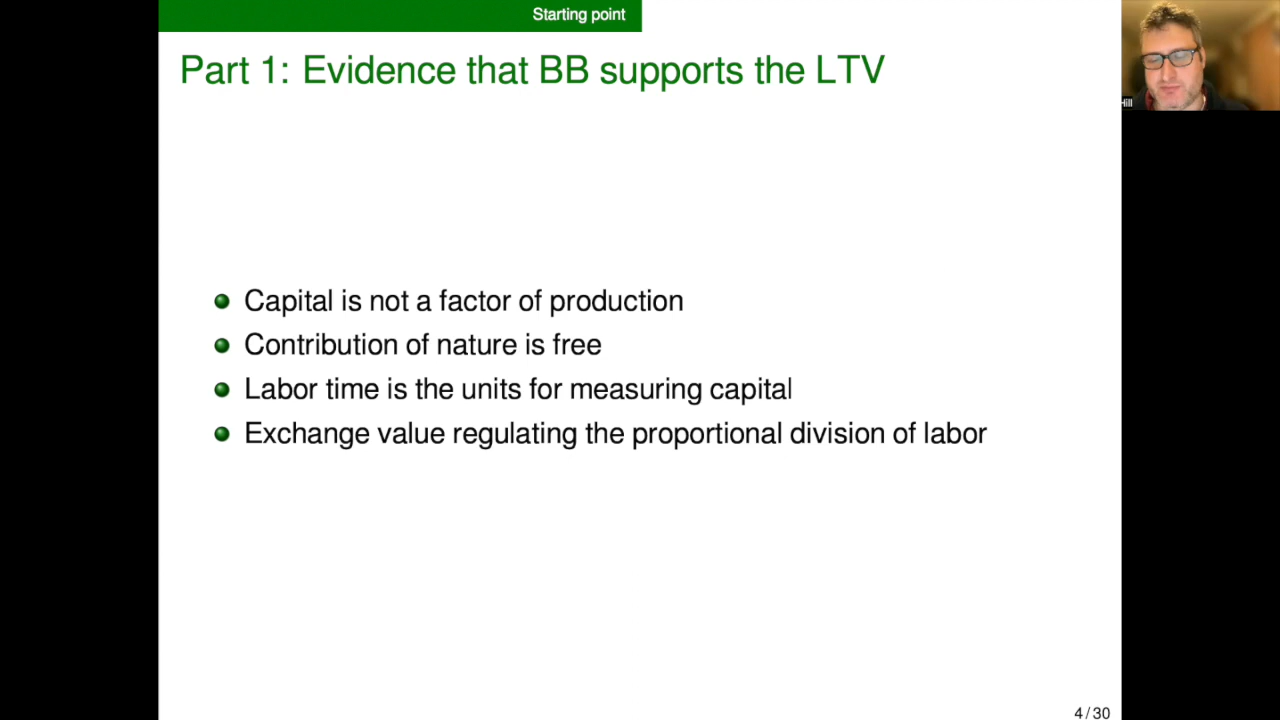 Starting point
Part 1: Evidence that BB supports the LTV
Hill
Capital is not a factor of production
Contribution of nature is free
Labor time is the units for measuring capital
Exchange value regulating the proportional division of labor
4 / 30